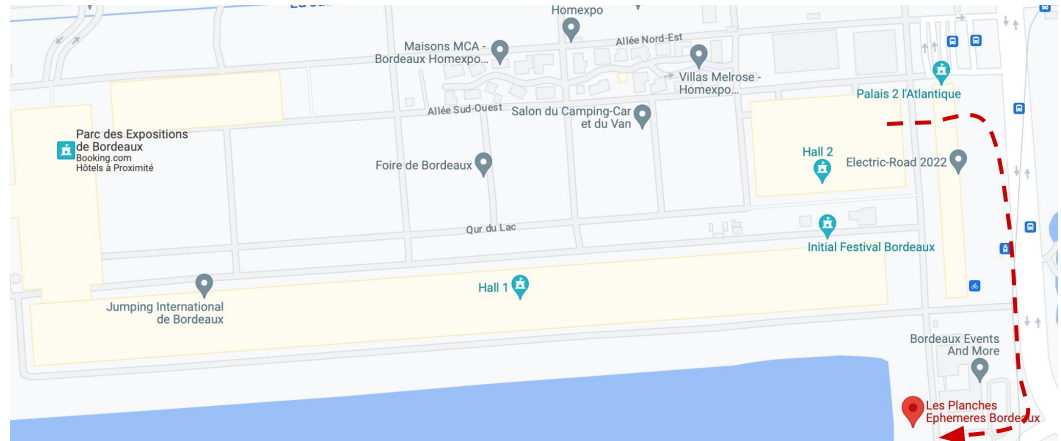 Homexpo
Allée Nord-Est
Maisons MCA -
Bordeaux Homexpo...
Villas Melrose -
Homexpo...
Palais 2 l'Atlantique
Allée Sud-Ouest
Salon du Camping-Car
et du Van
Parc des Expositions
de Bordeaux
Booking.com
Hôtels à Proximité
Foire de Bordeaux
Hall 2
Electric-Road 2022
Qur du Lac
Initial Festival Bordeaux
Hall 1
Jumping International
de Bordeaux
Bordeaux Events
And More
Les Planches
Ephemeres Bordeaux